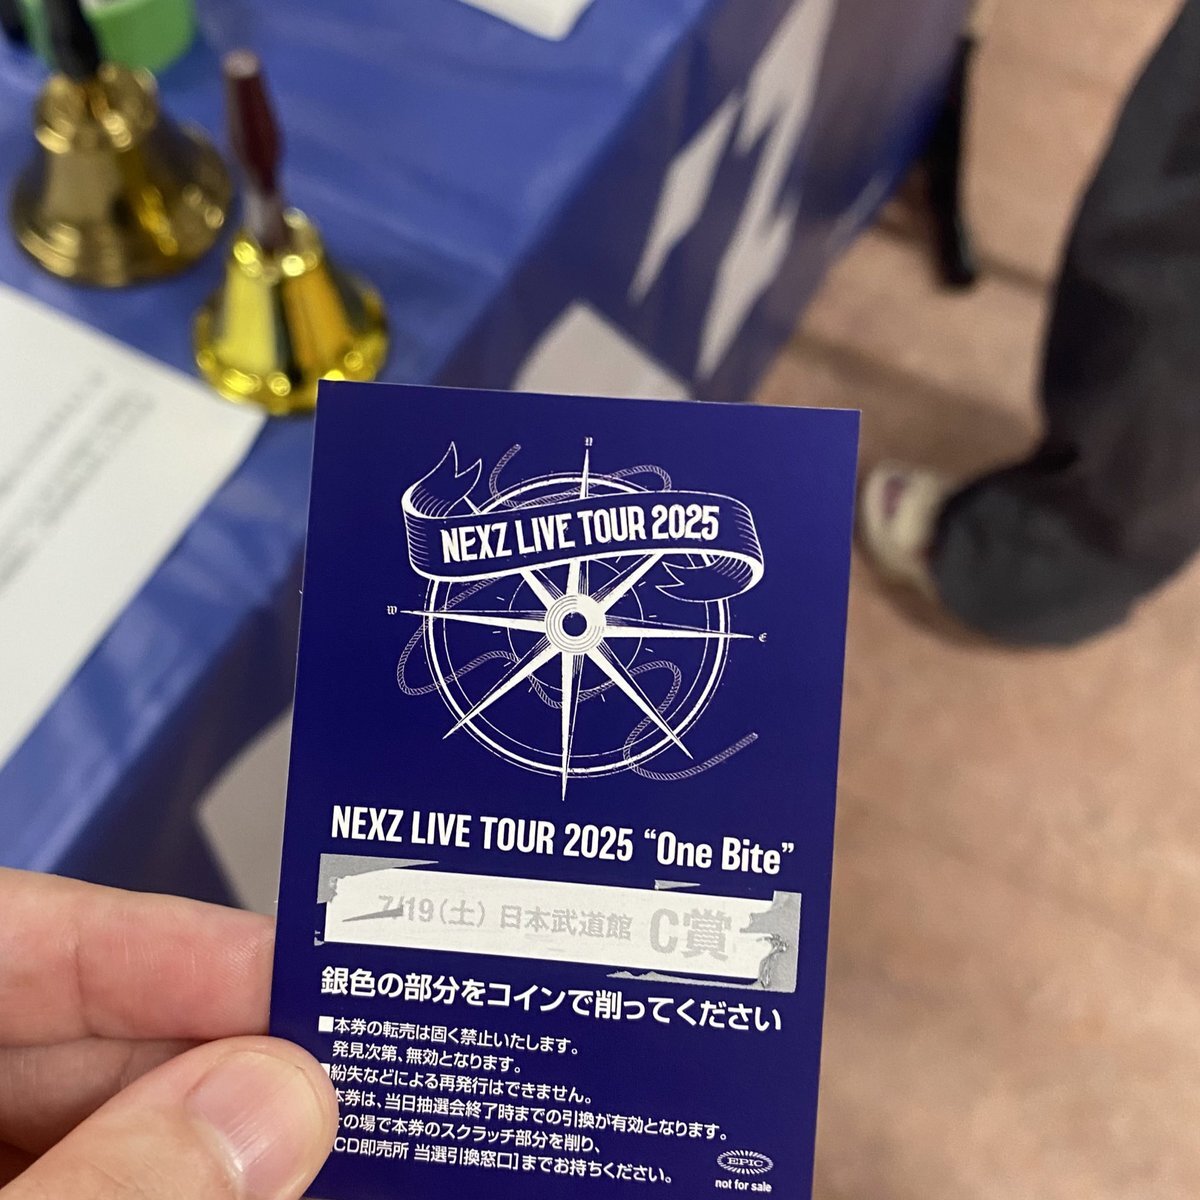 N
NEXZ LIVE TOUR 2025
W
E
NEXZ LIVE TOUR 2025 “One Bite”
7/19(土) 日本武道館 C賞
銀色の部分をコインで削ってください
■本券の転売は固く禁止いたします。
発見次第、無効となります。
■紛失などによる再発行はできません。
本券は、当日抽選会終了時までの引換が有効となります。
その場で本券のスクラッチ部分を削り、
CD即売所 当選引換窓口]までお持ちください。
EPIC
not for sale